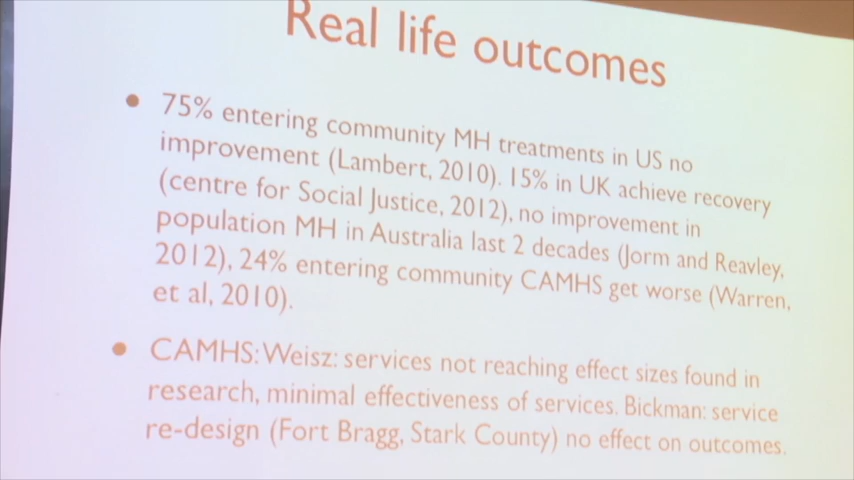 Real life outcomes
• 75% entering community MH treatments in US no
improvement (Lambert, 2010). 15% in UK achieve recovery
(centre for Social Justice, 2012), no improvement in
population MH in Australia last 2 decades (Jorm and Reavley,
2012), 24% entering community CAMHS get worse (Warren,
et al, 2010).
• CAMHS: Weisz: services not reaching effect sizes found in
research, minimal effectiveness of services. Bickman: service
re-design (Fort Bragg, Stark County) no effect on outcomes.